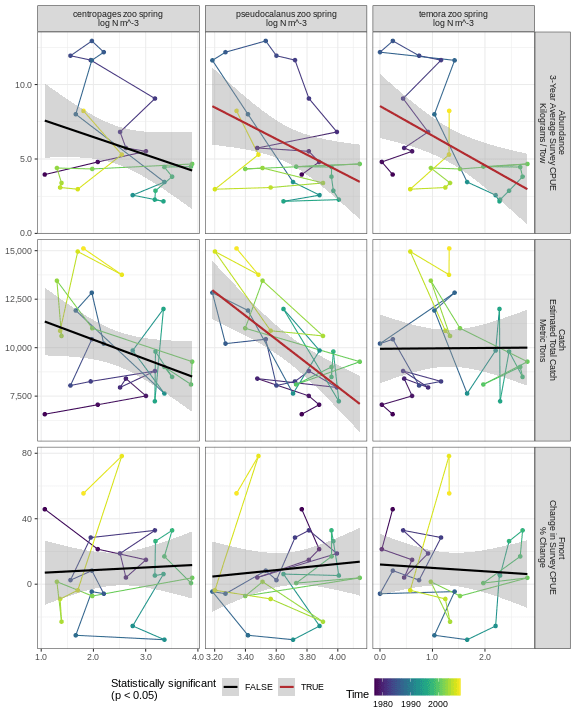 centropages zoo spring
log N m^-3
pseudocalanus zoo spring
log N m^-3
temora zoo spring
log N m^-3
10.0
5.0
0.0
Abundance
3-Year Average Survey CPUE
Kilograms / Tow
15,000
12,500
10,000
7,500
Catch
Estimated Total Catch
Metric Tons
80
40
0
Fmort
Change in Survey CPUE
% Change
1.0
2.0
3.0
4.0
3.20
3.40
3.60
3.80
4.00
0.0
1.0
2.0
Statistically significant
(p < 0.05)
FALSE
TRUE
Time
1980
1990
2000